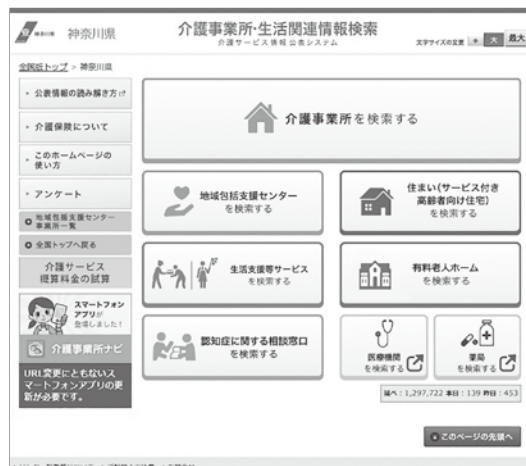 神奈川県
介護事業所・生活関連情報検索
介護サービス情報公表システム
文字サイズの変更 大 最大
全国版トップ > 神奈川県
公表情報の読み解き方
介護保険について
このホームページの
使い方
アンケート
地域包括支援センター
事業所一覧
全国トップへ戻る
介護サービス
概算料金の試算
スマートフォン
アプリが
登場しました!
介護事業所ナビ
URL変更にともないス
マートフォンアプリの更
新が必要です。
介護事業所を検索する
地域包括支援センター
を検索する
住まい(サービス付き
高齢者向け住宅)
を検索する
生活支援等サービス
を検索する
有料老人ホーム
を検索する
認知症に関する相談窓口
を検索する
医療機関
を検索する
薬局
を検索する
延べ:1,297,722 本日:139 昨日:453
このページの先頭へ